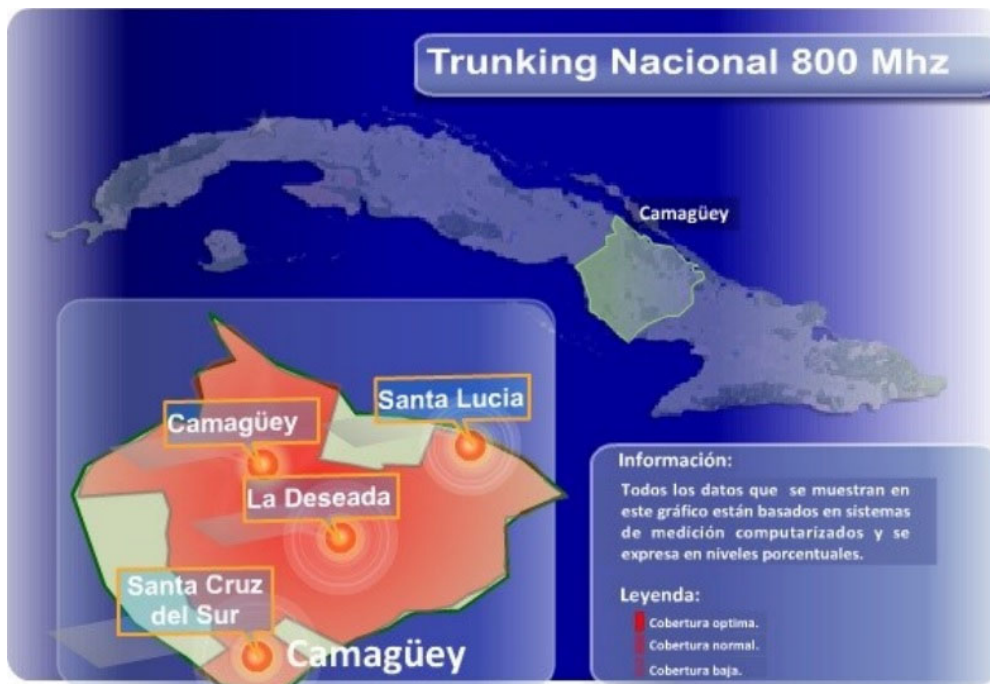 Trunking Nacional 800 Mhz
Camagüey
Santa Lucia
Camagüey
La Deseada
Santa Cruz
del Sur
Camagüey
Información:
Todos los datos que se muestran en
este gráfico están basados en sistemas
de medición computarizados y se
expresa en niveles porcentuales.
Leyenda:
Cobertura optima.
Cobertura normal.
Cobertura baja.